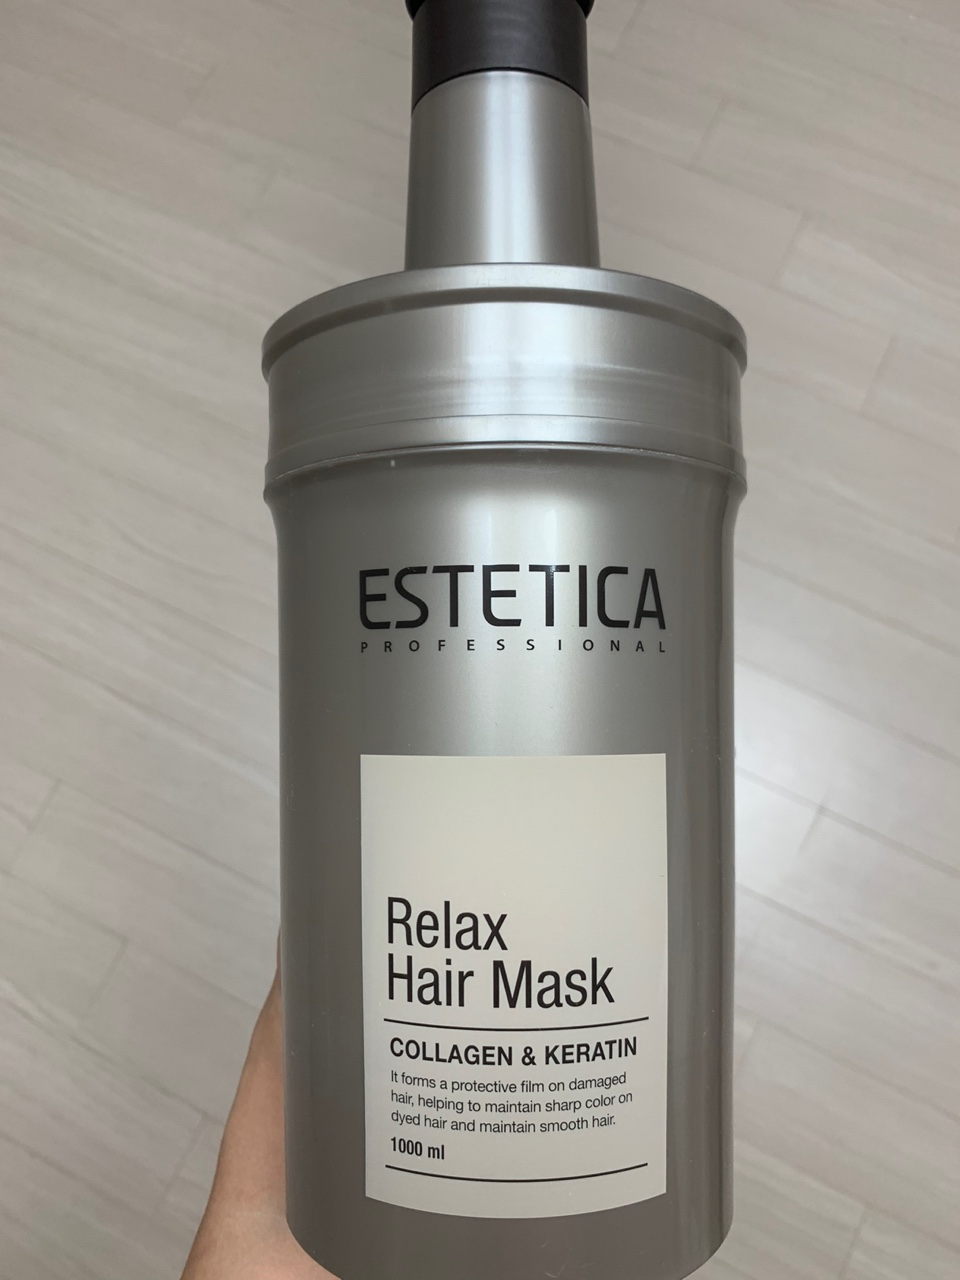 ESTETICA
PROFESSIONAL
Relax
Hair Mask
COLLAGEN & KERATIN
It forms a protective film on damaged
hair, helping to maintain sharp color on
dyed hair and maintain smooth hair.
1000 ml